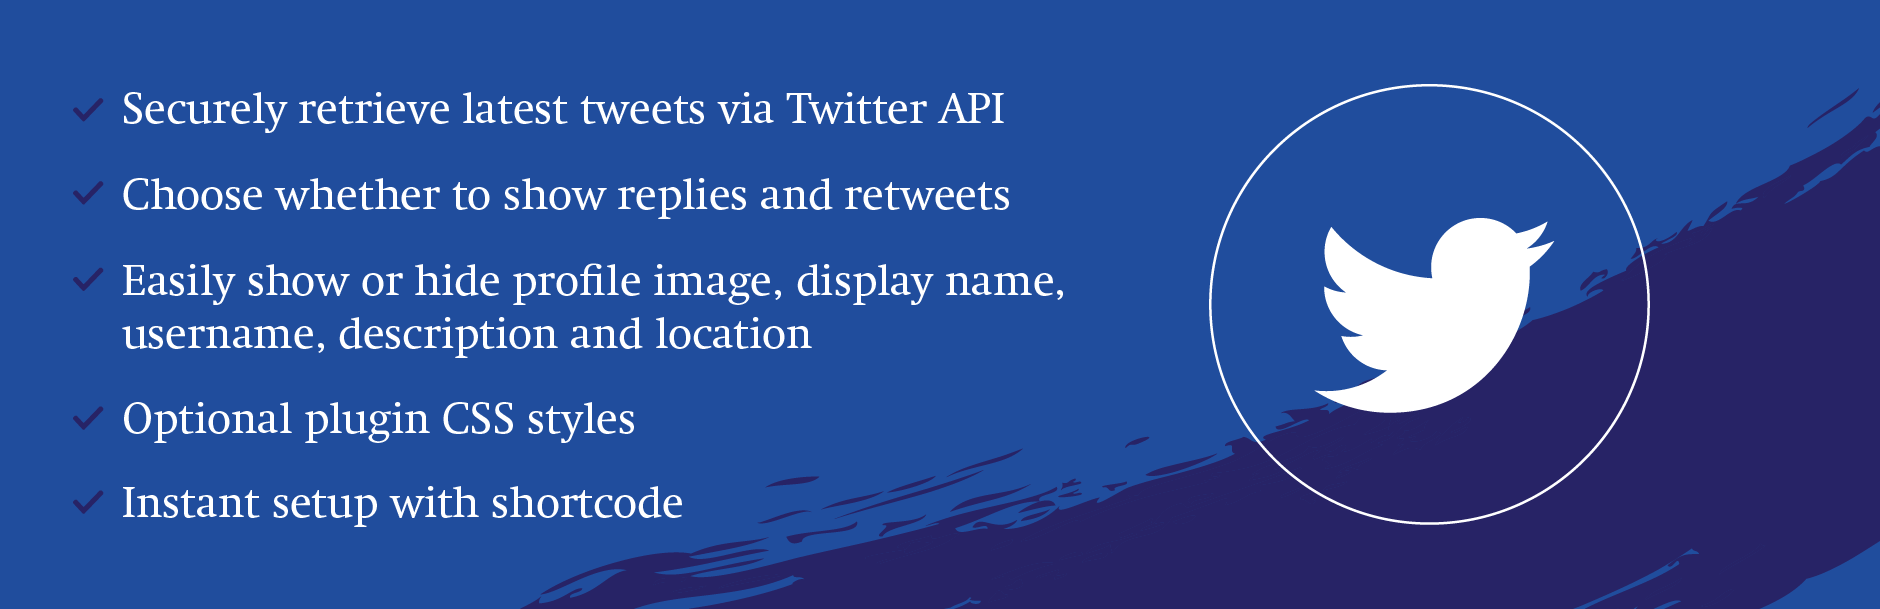 Securely retrieve latest tweets via Twitter API
Choose whether to show replies and retweets
Easily show or hide profile image, display name,
username, description and location
Optional plugin CSS styles
Instant setup with shortcode